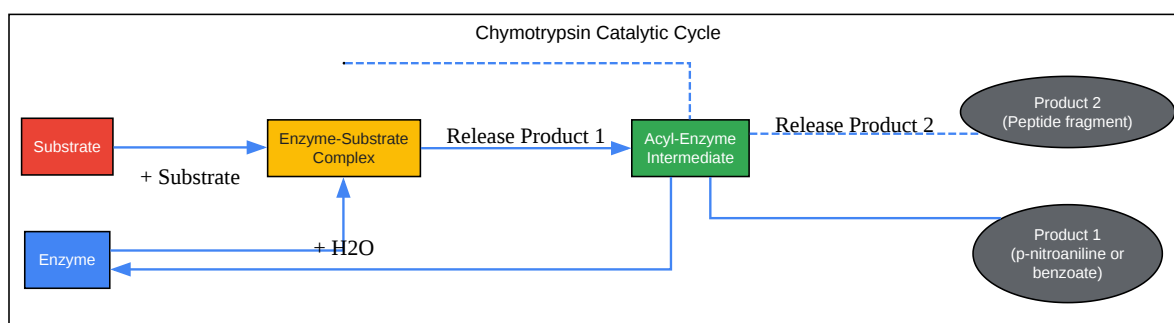 Chymotrypsin Catalytic Cycle
Substrate
+ Substrate
Enzyme-Substrate
Complex
Release Product 1
Acyl-Enzyme
Intermediate
Release Product 2
Product 2
(Peptide fragment)
Enzyme
+ H2O
Product 1
(p-nitroaniline or
benzoate)